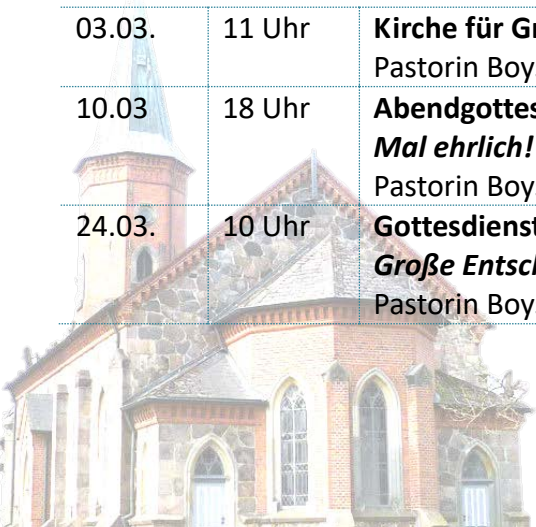 03.03. 11 Uhr Kirche für Gr
Pastorin Boy
10.03 18 Uhr Abendgottes
Mal ehrlich!
Pastorin Boy
24.03. 10 Uhr Gottesdienst
Große Entsch
Pastorin Boy